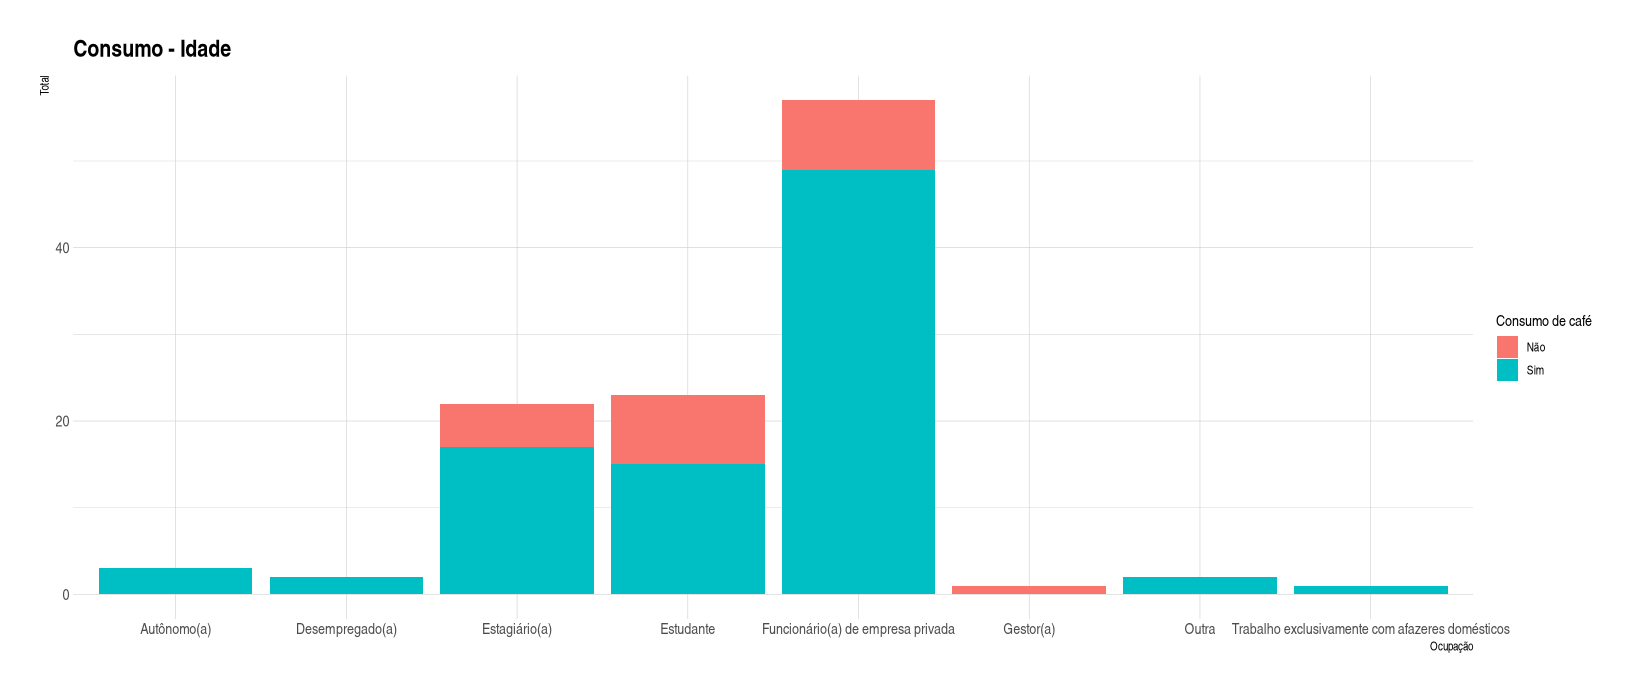 Consumo - Idade
Total
40
20
0
Autônomo(a)
Desempregado(a)
Estagiário(a)
Estudante
Funcionário(a) de empresa privada
Gestor(a)
Outra
Trabalho exclusivamente com afazeres domésticos
Ocupação
Consumo de café
Não
Sim